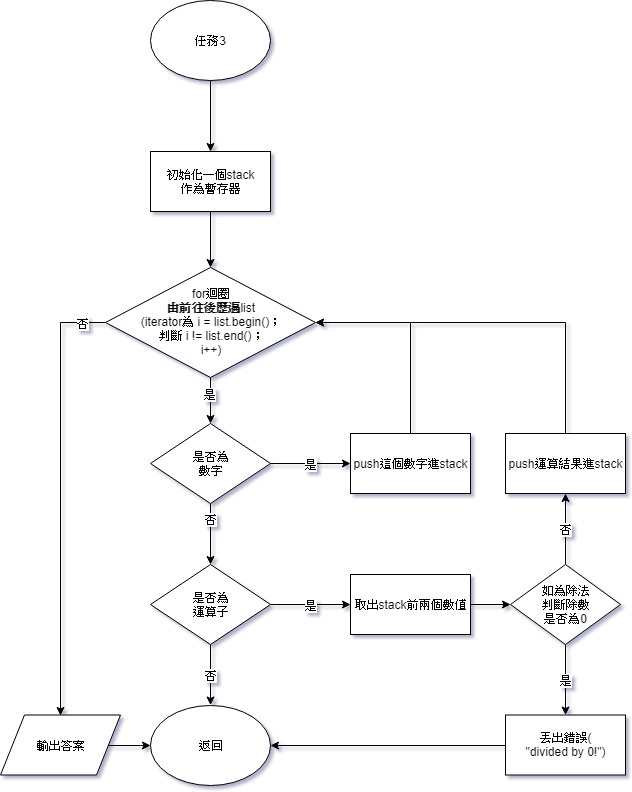 任務3
初始化一個stack
作為暫存器
for迴圈
由前往後歷遍list
(iterator為 i = list.begin()；
判斷 i != list.end()；
i++)
否
是
是否為
數字
是
push這個數字進stack
push運算結果進stack
否
否
是否為
運算子
是
取出stack前兩個數值
如為除法
判斷除數
是否為0
否
是
輸出答案
返回
丟出錯誤(
"divided by 0!")